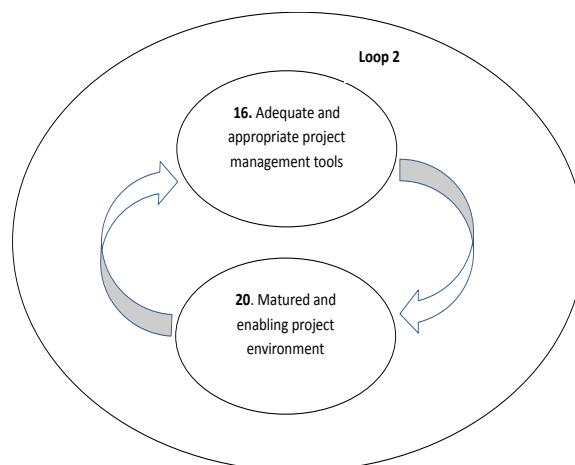 Loop 2
16. Adequate and
appropriate project
management tools
20. Matured and
enabling project
environment